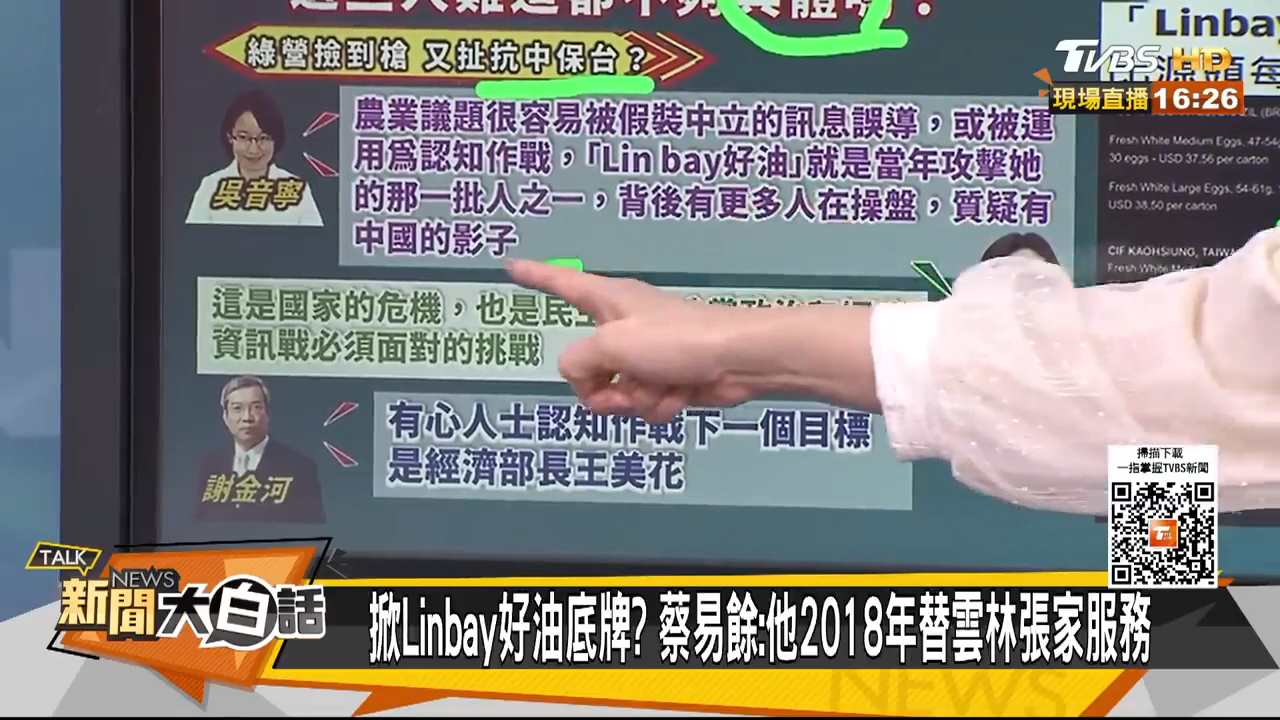 「Linbay
TVBS HD
現場直播 16:26
綠營撿到槍 又扯抗中保台？
農業議題很容易被假裝中立的訊息誤導，或被運
用為認知作戰，「Lin bay好油」就是當年攻擊她
的那一批人之一，背後有更多人在操盤，質疑有
中國的影子
吳音寧
Fresh White Medium Eggs, 47-54g
30 eggs - USD 37.56 per carton
Fresh White Large Eggs, 54-61g,
USD 38.50 per carton
CIF KAOHSIUNG, TAIWA
這是國家的危機，也是民
資訊戰必須面對的挑戰
有心人士認知作戰下一個目標
是經濟部長王美花
謝金河
掃描下載
一指掌握TVBS新聞
TALK
NEWS
新聞大白話
掀Linbay好油底牌? 蔡易餘:他2018年替雲林張家服務
NEWS